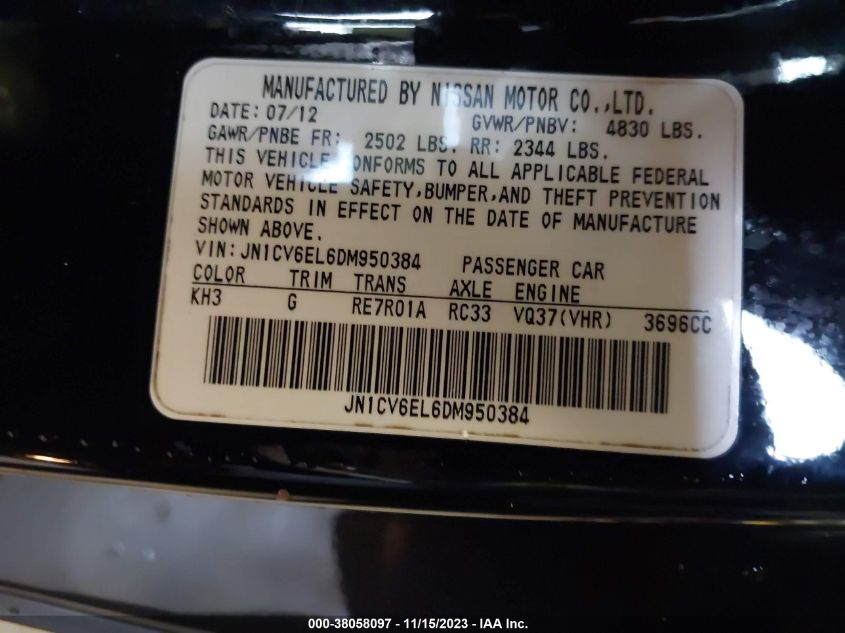 MANUFACTURED BY NISSAN MOTOR CO.,LTD.
DATE: 07/12 GVWR/PNBV: 4830 LBS.
GAWR/PNBE FR: 2502 LBS. RR: 2344 LBS.
THIS VEHICLE CONFORMS TO ALL APPLICABLE FEDERAL
MOTOR VEHICLE SAFETY,BUMPER,AND THEFT PREVENTION
STANDARDS IN EFFECT ON THE DATE OF MANUFACTURE
SHOWN ABOVE.
VIN:JN1CV6EL6DM950384 PASSENGER CAR
COLOR TRIM TRANS AXLE ENGINE
KH3 G RE7R01A RC33 VQ37(VHR) 3696CC
JN1CV6EL6DM950384
000-38058097 - 11/15/2023 - IAA Inc.